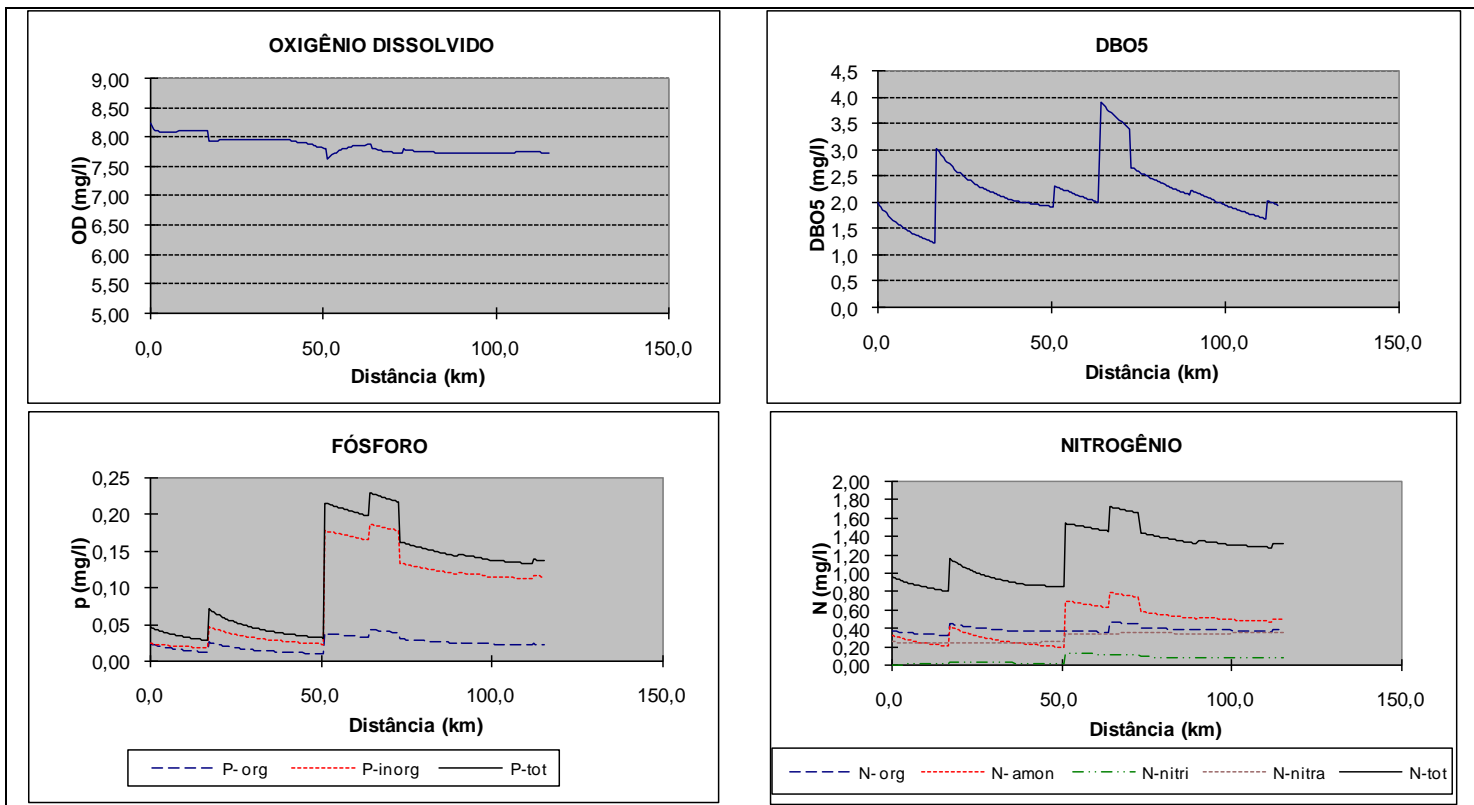 OXIGÊNIO DISSOLVIDO
9,00
8,50
8,00
7,50
7,00
6,50
6,00
5,50
5,00
OD (mg/l)
0,0 50,0 100,0 150,0
Distância (km)
DBO5
4,5
4,0
3,5
3,0
2,5
2,0
1,5
1,0
0,5
0,0
DBO5 (mg/l)
0,0 50,0 100,0 150,0
Distância (km)
FÓSFORO
0,25
0,20
0,15
0,10
0,05
0,00
p (mg/l)
0,0 50,0 100,0 150,0
Distância (km)
P-org P-inorg P-tot
NITROGÊNIO
2,00
1,80
1,60
1,40
1,20
1,00
0,80
0,60
0,40
0,20
0,00
N (mg/l)
0,0 50,0 100,0 150,0
Distância (km)
N-org N-amon N-nitri N-nitra N-tot